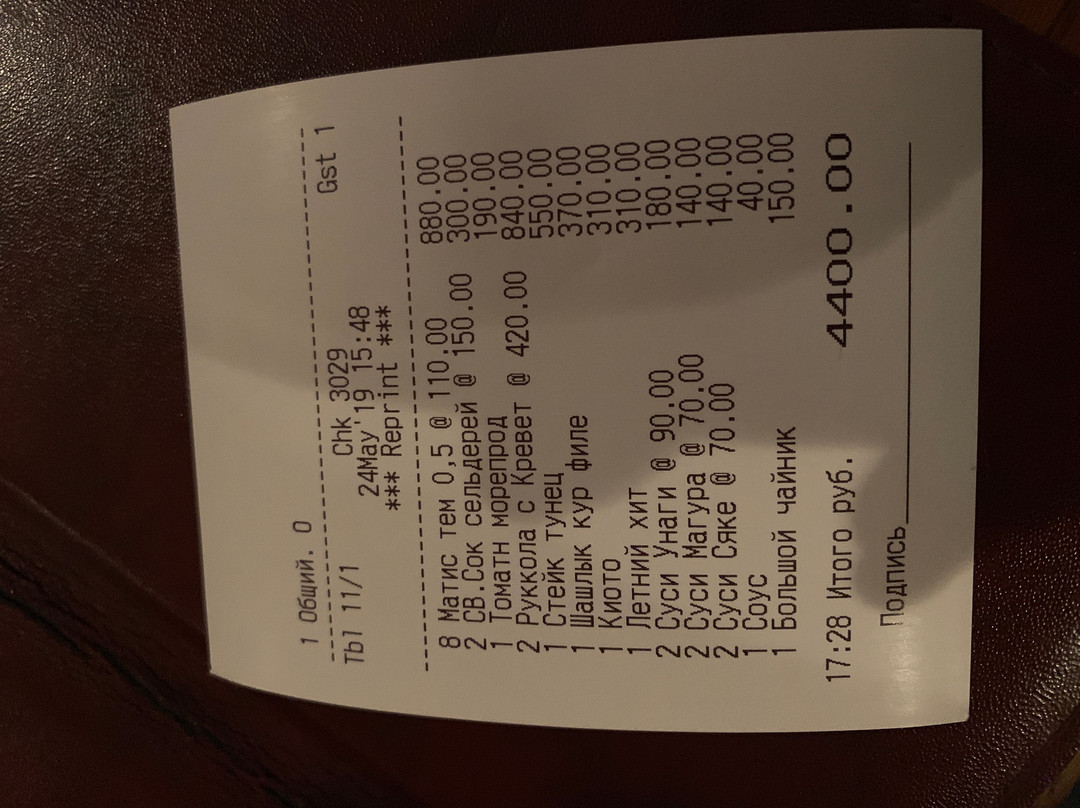 1 Общий. О
--------------------------------
Tbl 11/1 Chk 3029 Gst 1
24May'19 15:48
*** Reprint ***
--------------------------------
8 Матис тем 0,5 @ 110.00 880.00
2 СВ.Сок сельдерей @ 150.00 300.00
1 Томатн морепрод 190.00
2 Руккола с Кревет @ 420.00 840.00
1 Стейк тунец 550.00
1 Шашлык кур филе 370.00
1 Киото 310.00
1 Летний хит 310.00
2 Суси Унаги @ 90.00 180.00
2 Суси Магура @ 70.00 140.00
2 Суси Сяке @ 70.00 140.00
1 Соус 40.00
1 Большой чайник 150.00
17:28 Итого руб. 4400.00
Подпись